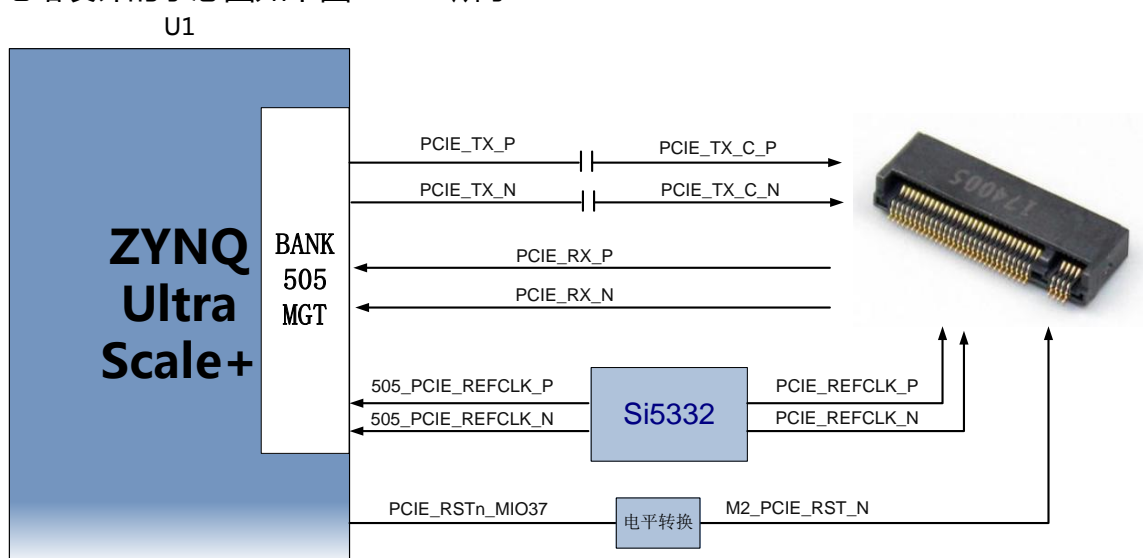 U1
PCIE_TX_P
PCIE_TX_C_P
PCIE_TX_N
PCIE_TX_C_N
ZYNQ
Ultra
Scale+
BANK
505
MGT
PCIE_RX_P
PCIE_RX_N
505_PCIE_REFCLK_P
505_PCIE_REFCLK_N
Si5332
PCIE_REFCLK_P
PCIE_REFCLK_N
PCIE_RSTn_MIO37
电平转换
M2_PCIE_RST_N
174005